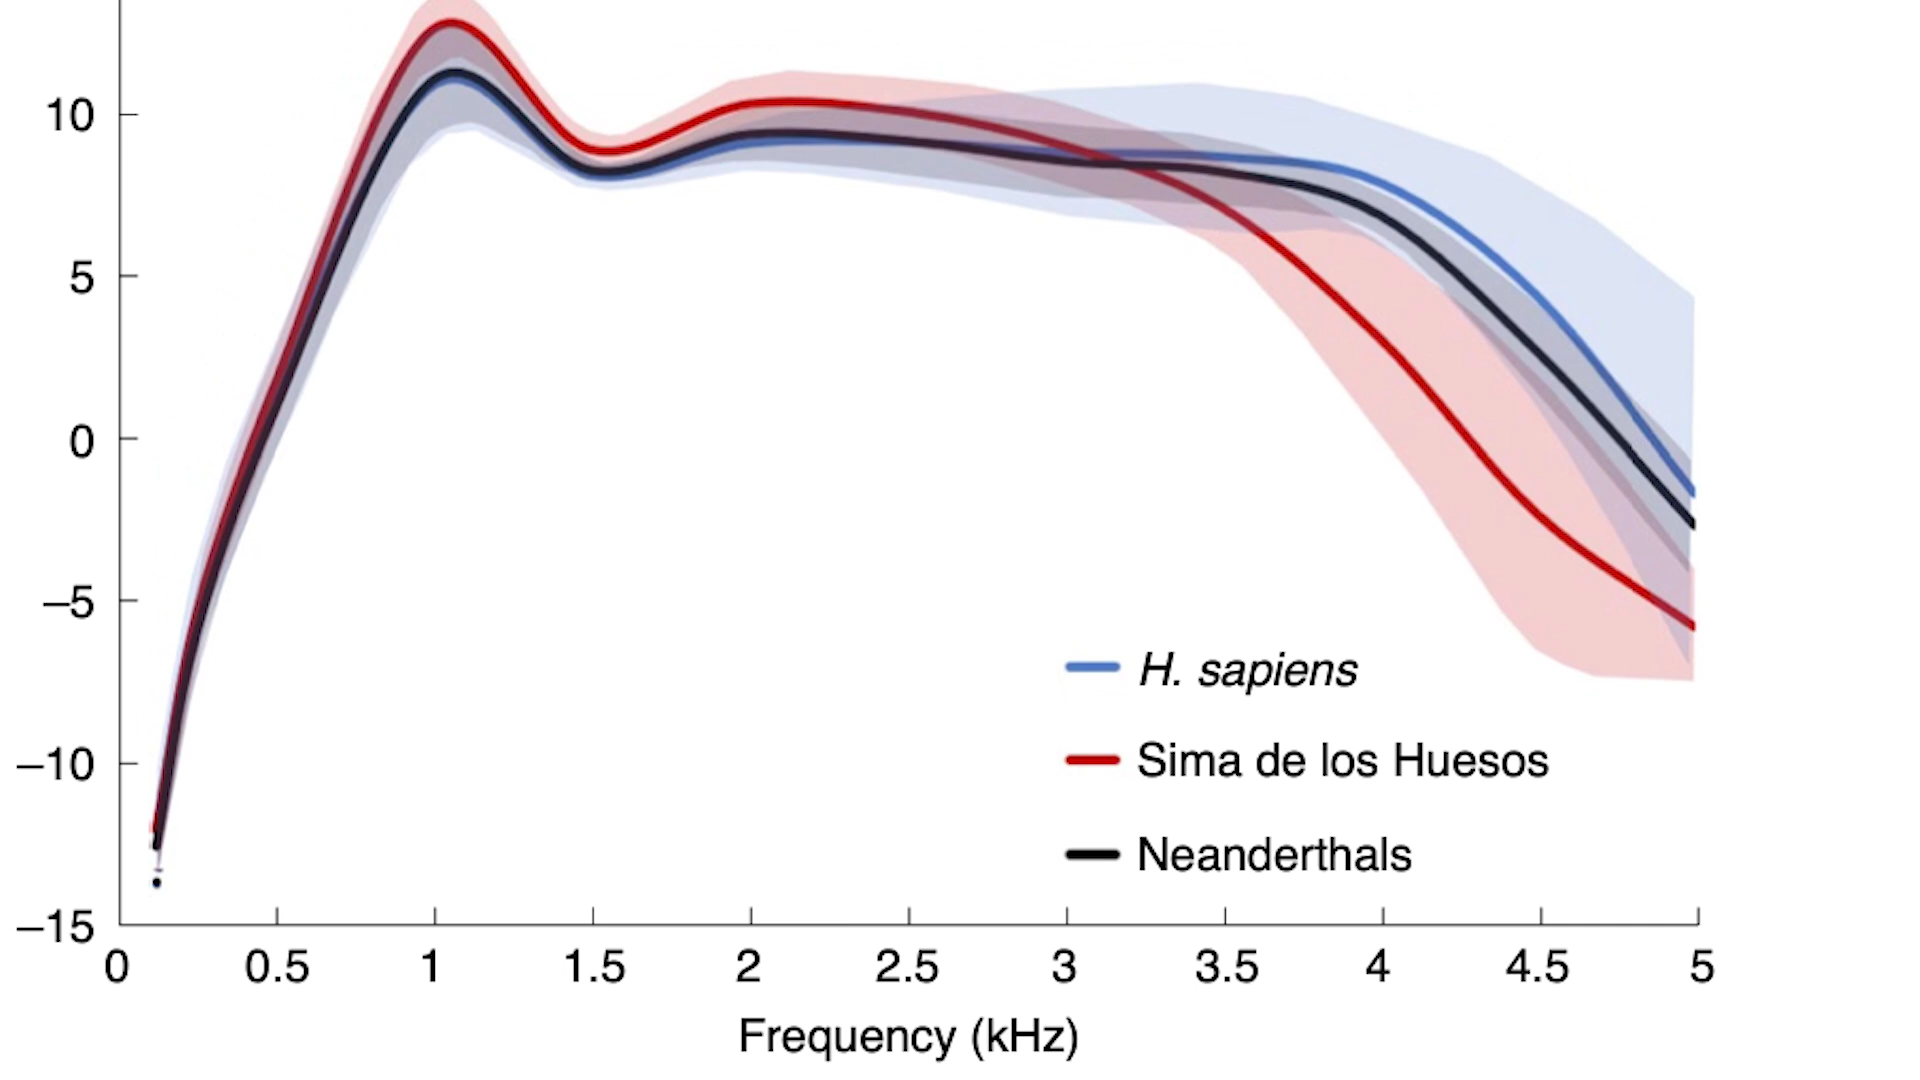 10
5
0
–5
–10
–15
0 0.5 1 1.5 2 2.5 3 3.5 4 4.5 5
Frequency (kHz)
H. sapiens
Sima de los Huesos
Neanderthals